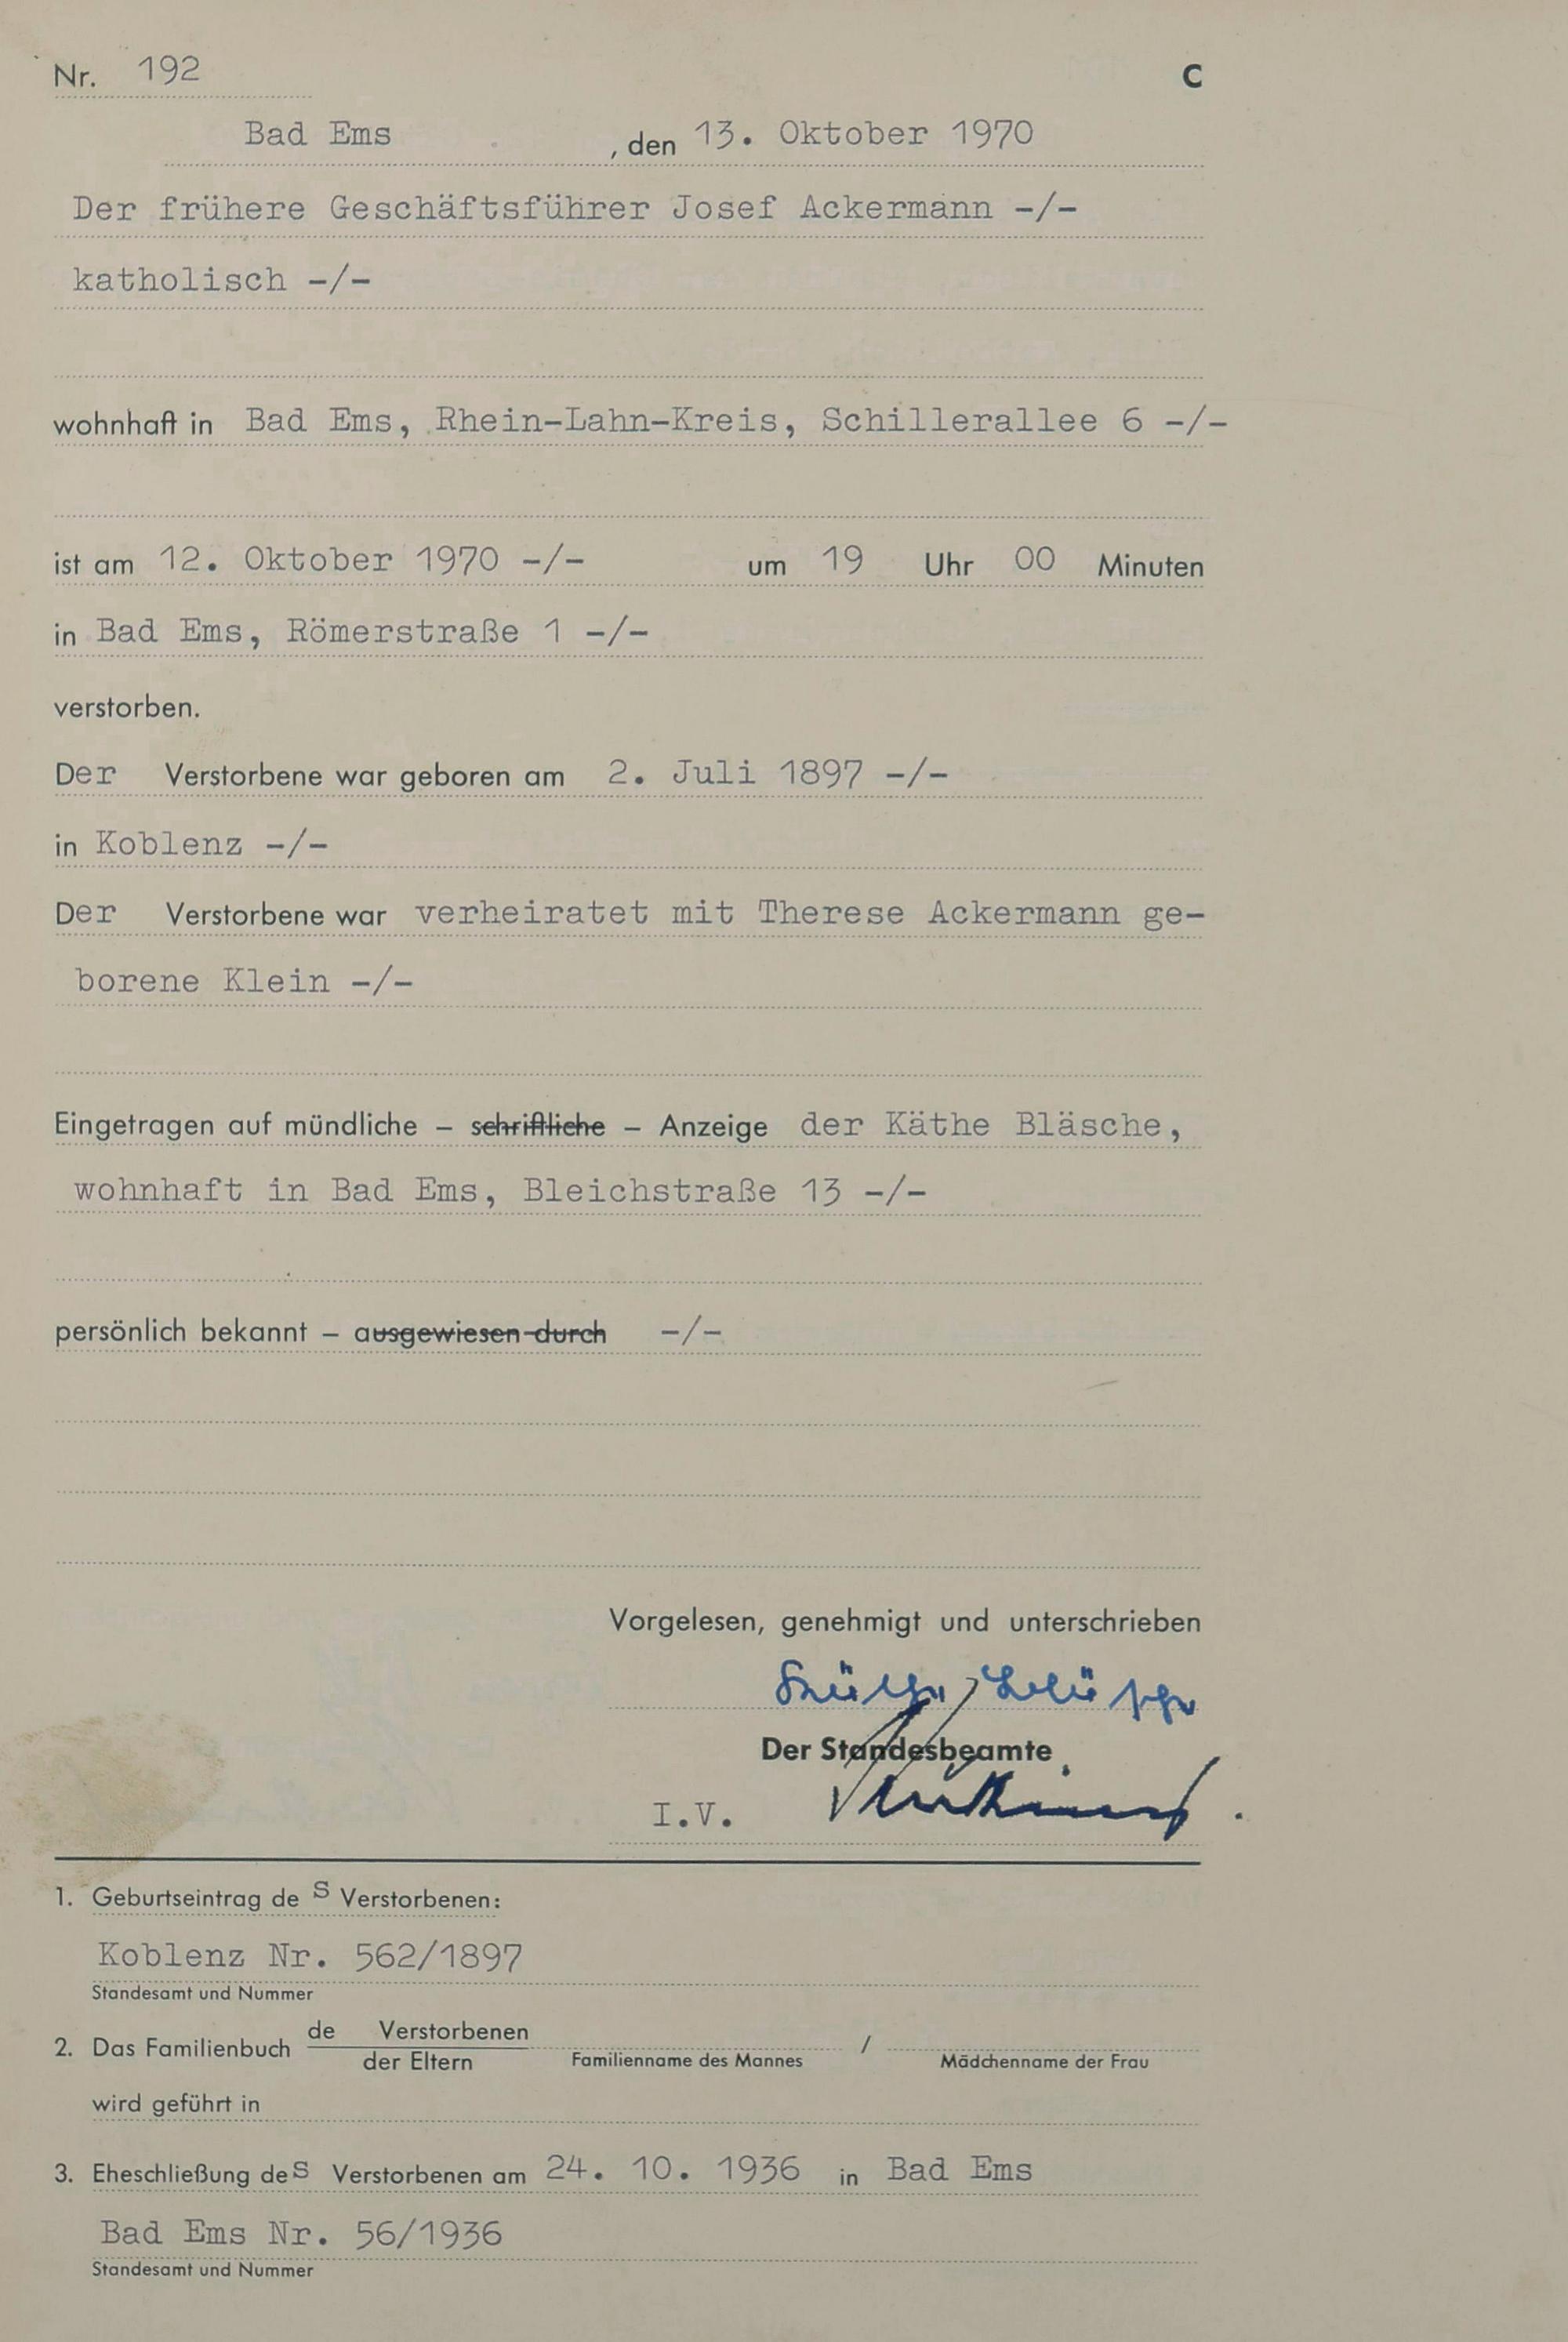 Nr. 192 C
Bad Ems , den 13. Oktober 1970
Der frühere Geschäftsführer Josef Ackermann -/-
katholisch -/-
wohnhaft in Bad Ems, Rhein-Lahn-Kreis, Schillerallee 6 -/-
ist am 12. Oktober 1970 -/- um 19 Uhr 00 Minuten
in Bad Ems, Römerstraße 1 -/-
verstorben.
Der Verstorbene war geboren am 2. Juli 1897 -/-
in Koblenz -/-
Der Verstorbene war verheiratet mit Therese Ackermann ge-
borene Klein -/-
Eingetragen auf mündliche – schriftliche – Anzeige der Käthe Bläsche,
wohnhaft in Bad Ems, Bleichstraße 13 -/-
persönlich bekannt – ausgewiesen durch -/-
Vorgelesen, genehmigt und unterschrieben
Käthe Bläsche
Der Standesbeamte
I.V.
1. Geburtseintrag des Verstorbenen:
Koblenz Nr. 562/1897
Standesamt und Nummer
2. Das Familienbuch de Verstorbenen / 
der Eltern Familienname des Mannes Mädchenname der Frau
wird geführt in
3. Eheschließung des Verstorbenen am 24. 10. 1936 in Bad Ems
Bad Ems Nr. 56/1936
Standesamt und Nummer